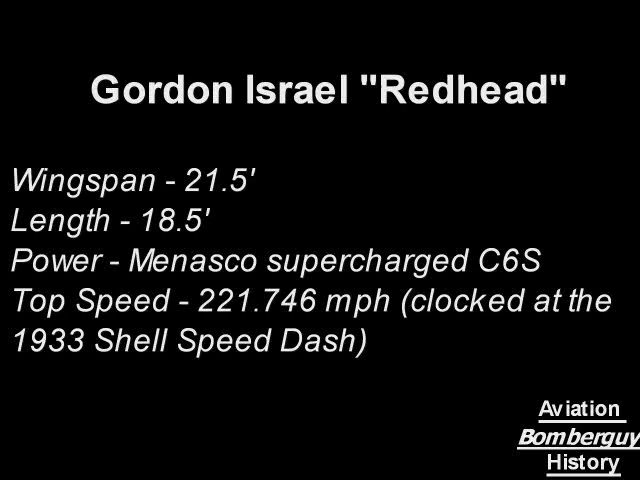 Gordon Israel "Redhead"
Wingspan - 21.5'
Length - 18.5'
Power - Menasco supercharged C6S
Top Speed - 221.746 mph (clocked at the
1933 Shell Speed Dash)
Aviation
Bomberguy
History